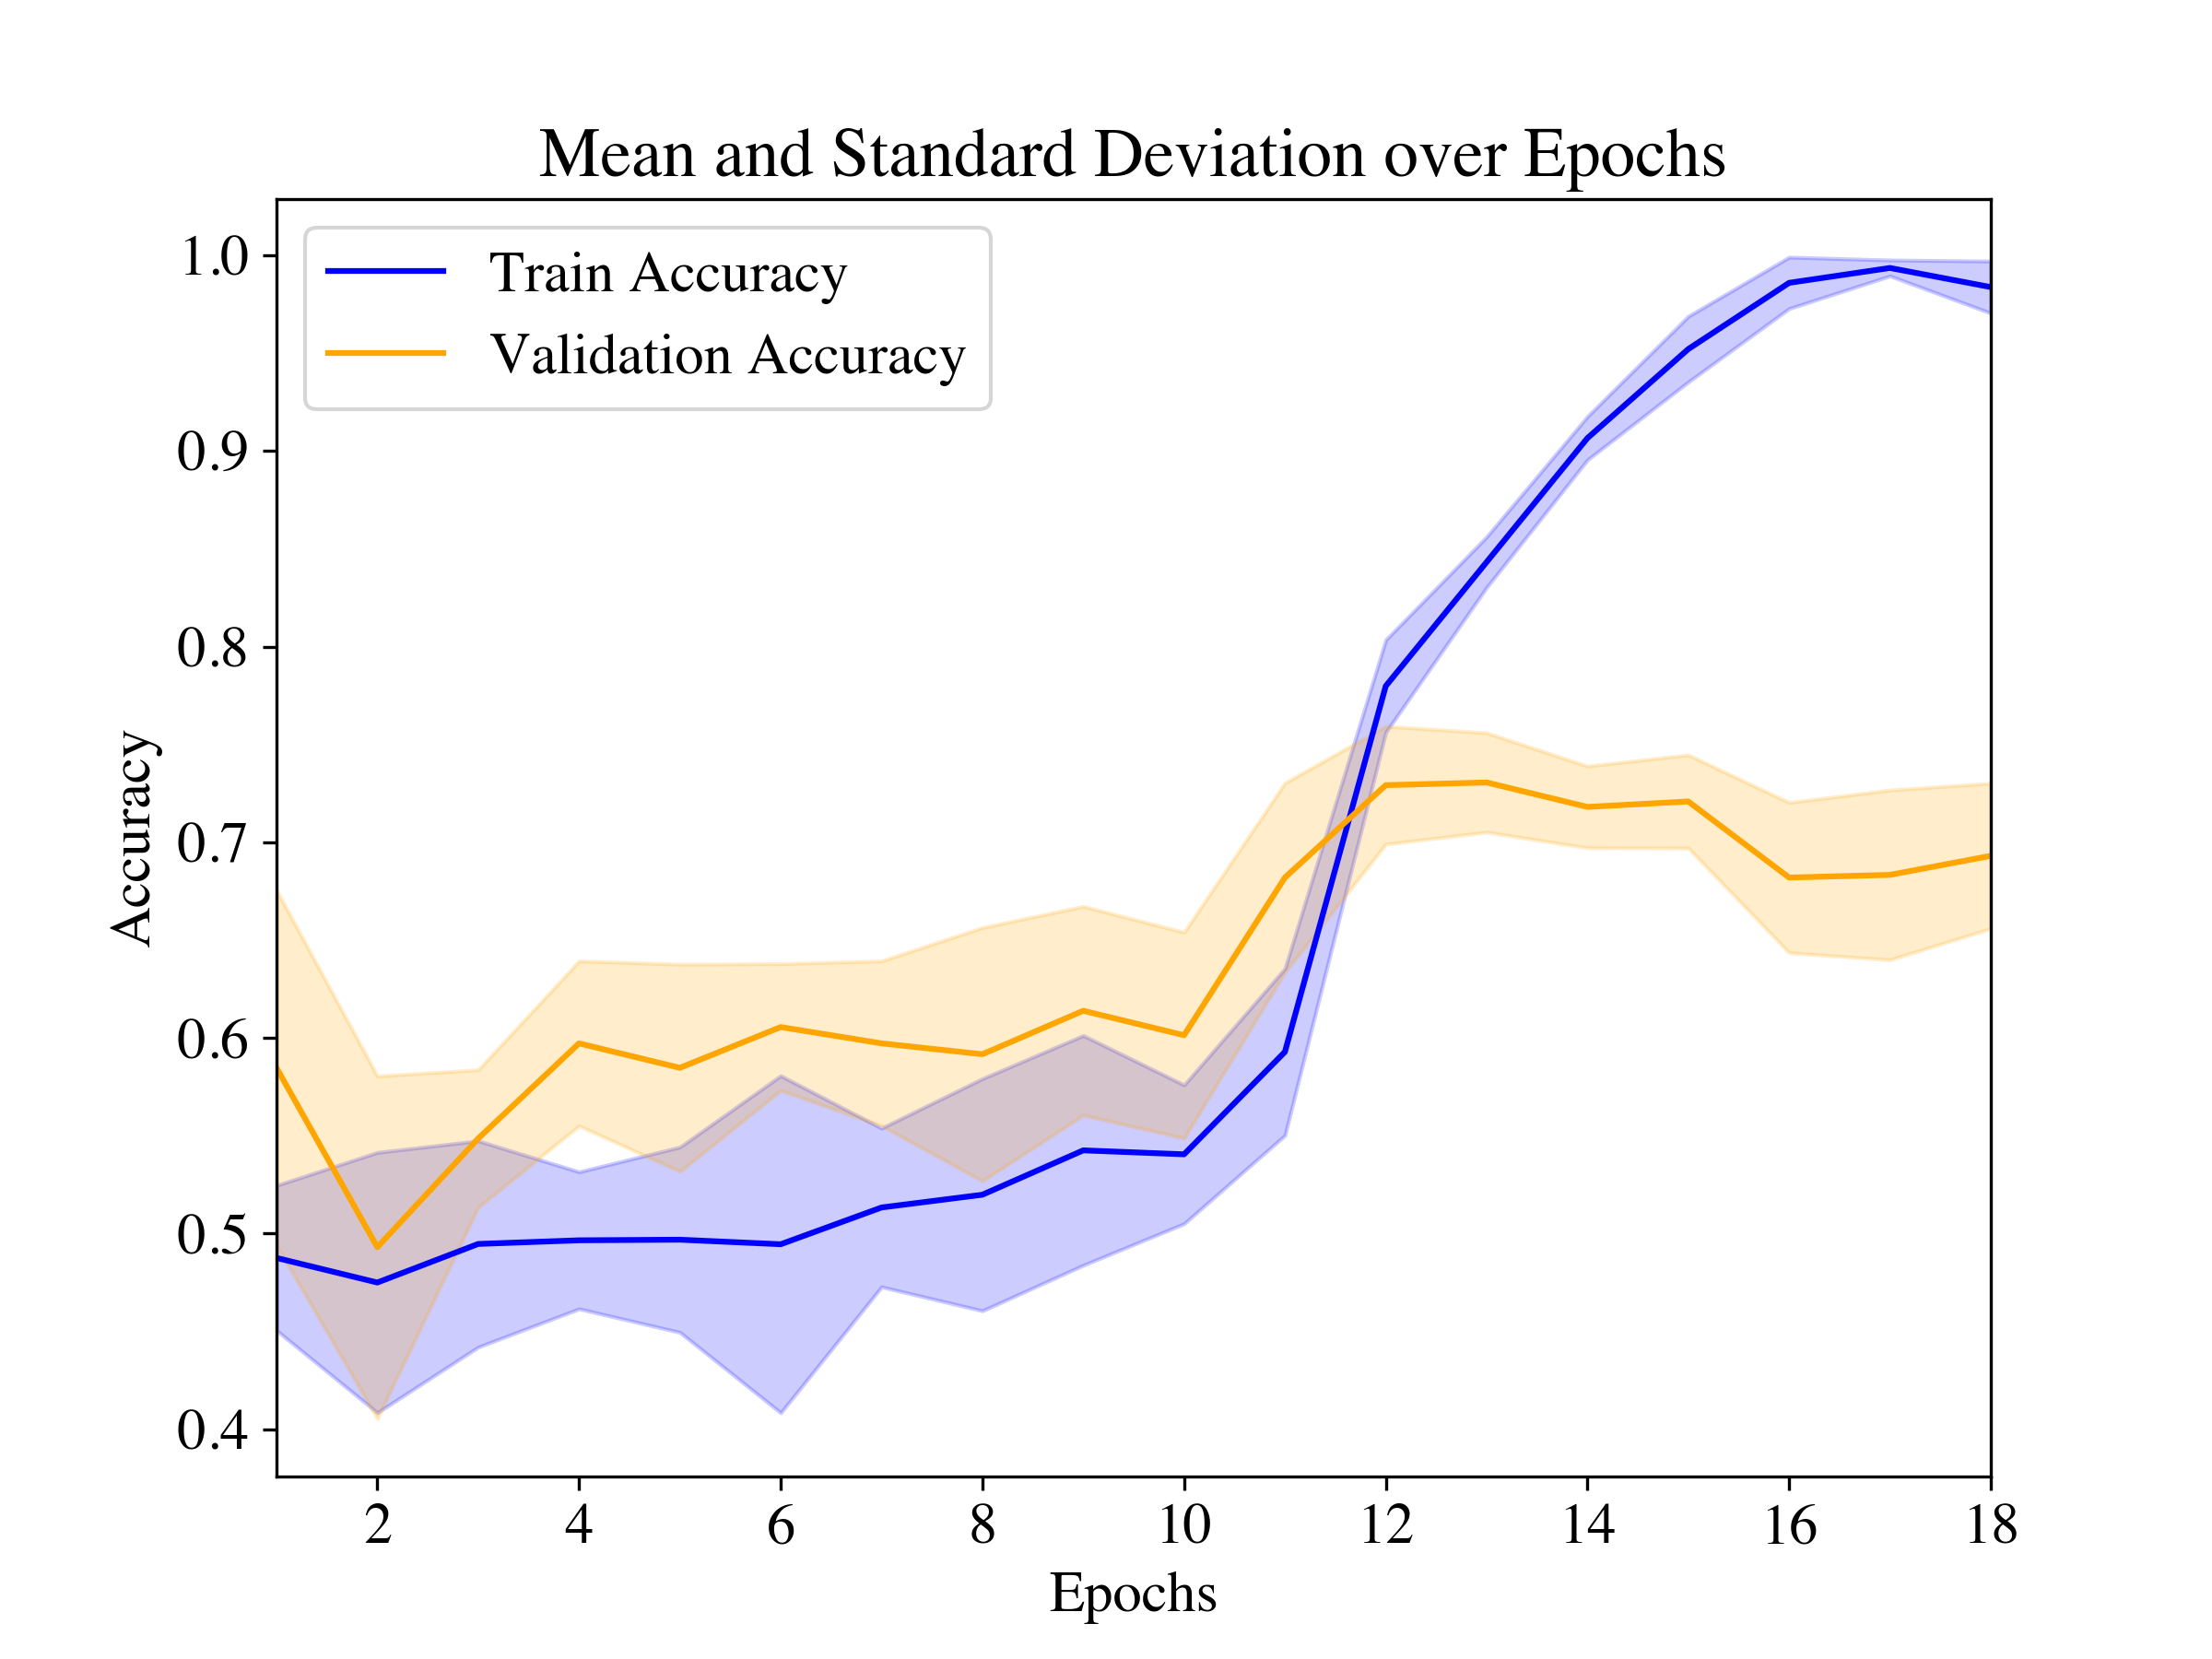 Mean and Standard Deviation over Epochs
Train Accuracy
Validation Accuracy
1.0
0.9
0.8
0.7
0.6
0.5
0.4
Accuracy
2 4 6 8 10 12 14 16 18
Epochs